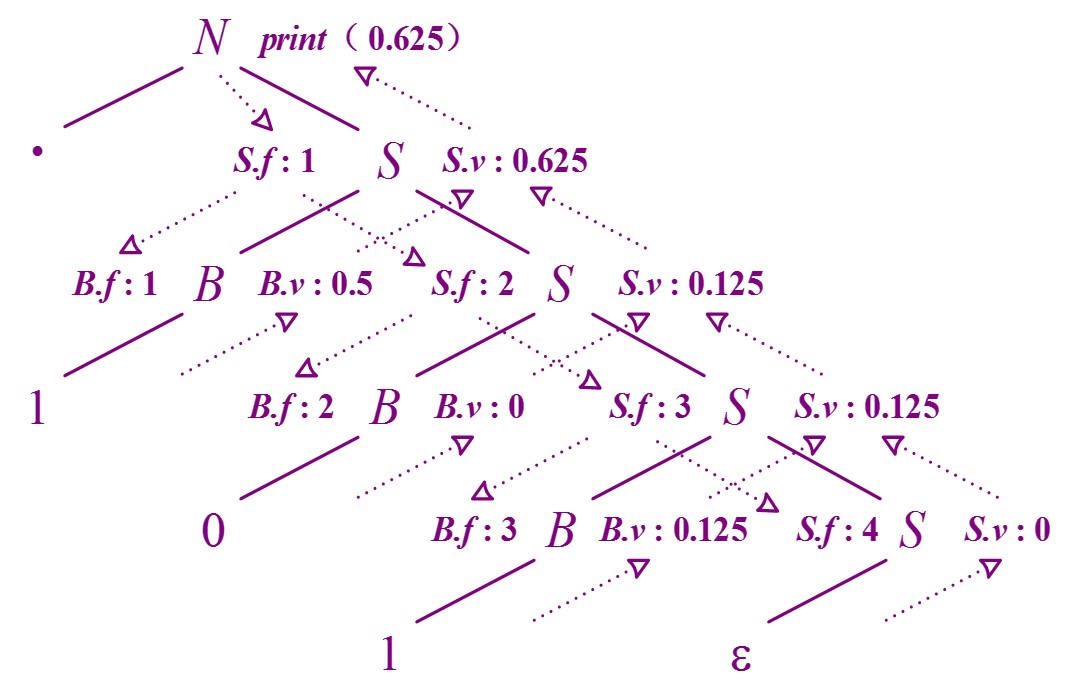 N print（0.625）
•
S.f : 1 S S.v : 0.625
B.f : 1 B B.v : 0.5 S.f : 2 S S.v : 0.125
1 B.f : 2 B B.v : 0 S.f : 3 S S.v : 0.125
0 B.f : 3 B B.v : 0.125 S.f : 4 S S.v : 0
1 ε